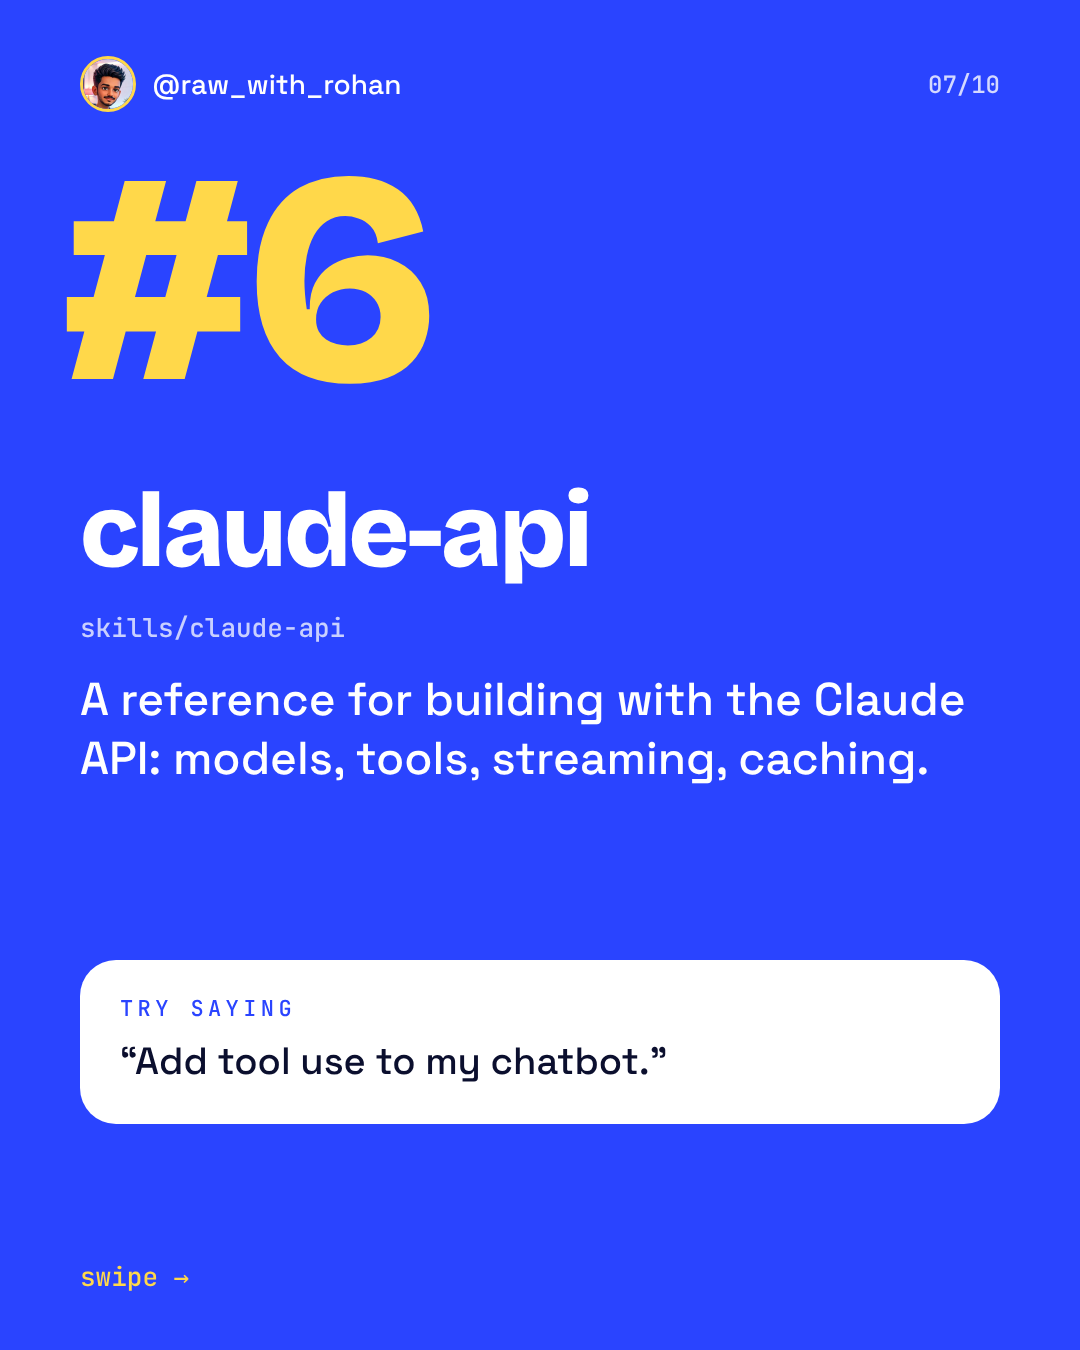 @raw_with_rohan
07/10
#6
claude-api
skills/claude-api
A reference for building with the Claude
API: models, tools, streaming, caching.
TRY SAYING
“Add tool use to my chatbot.”
swipe →